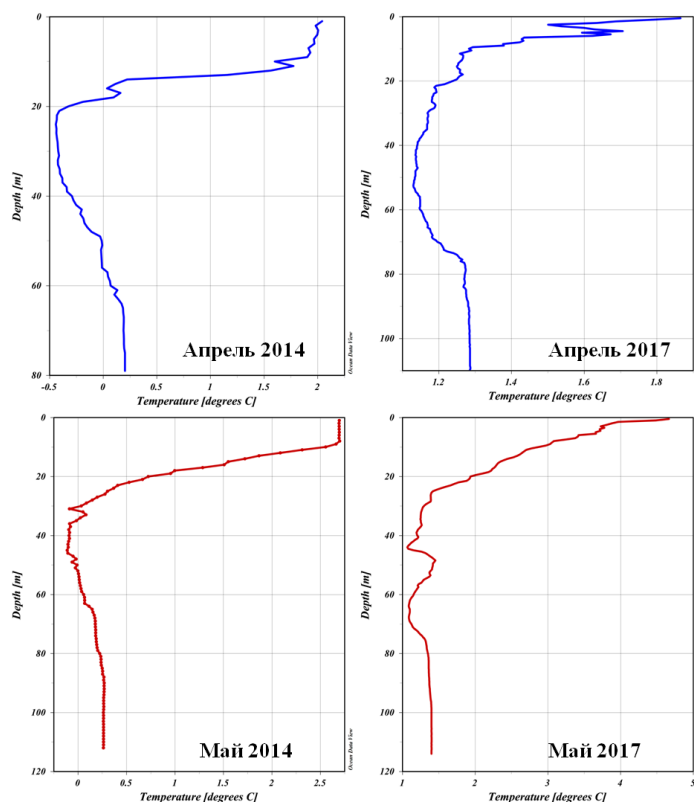 0
20
40
60
80
Depth [m]
-0.5 0 0.5 1 1.5 2
Temperature [degrees C]
Апрель 2014
Ocean Data View
0
20
40
60
80
100
Depth [m]
1.2 1.4 1.6 1.8
Temperature [degrees C]
Апрель 2017
0
20
40
60
80
100
120
Depth [m]
0 0.5 1 1.5 2 2.5
Temperature [degrees C]
Май 2014
Ocean Data View
0
20
40
60
80
100
120
Depth [m]
1 2 3 4 5
Temperature [degrees C]
Май 2017